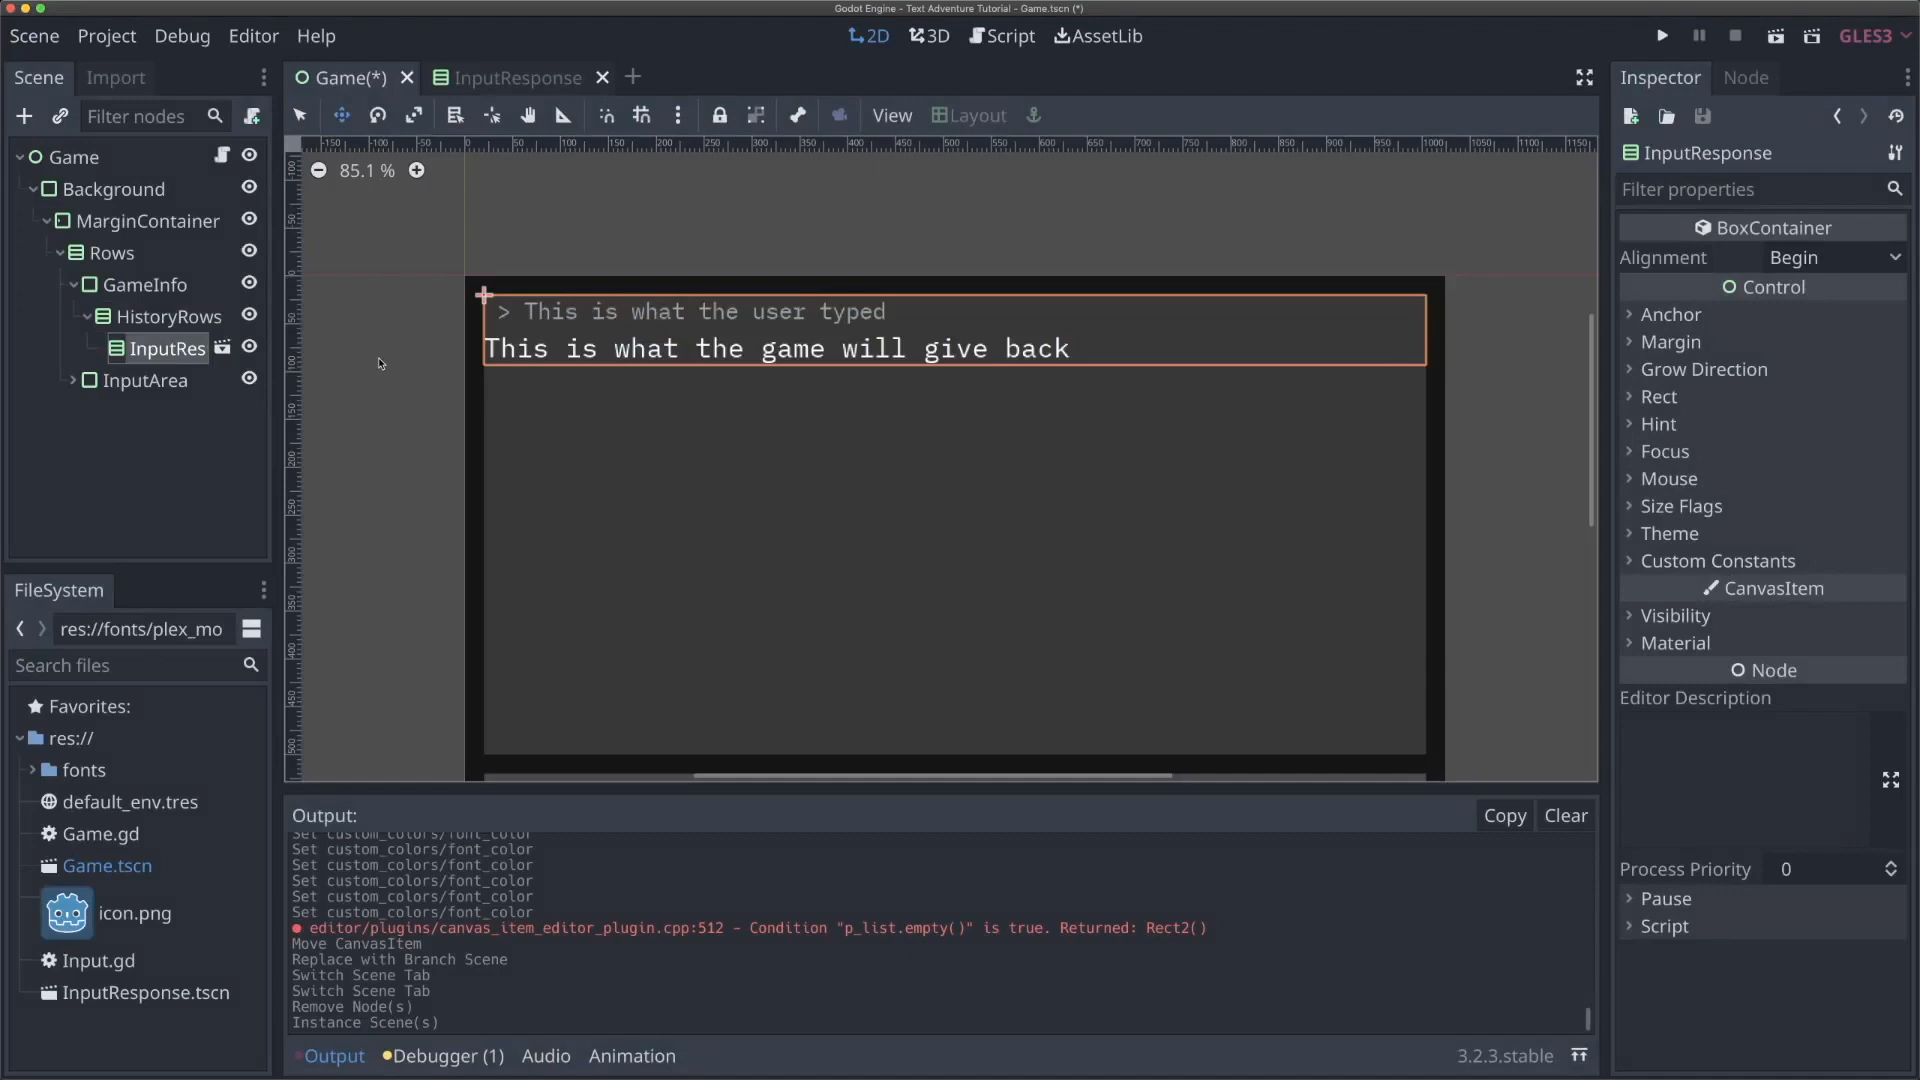 Godot Engine - Text Adventure Tutorial - Game.tscn (*)
Scene Project Debug Editor Help
2D 3D Script AssetLib
GLES3
Scene Import
Game(*) InputResponse
Inspector Node
Filter nodes
View Layout
85.1 %
Game
Background
MarginContainer
Rows
GameInfo
HistoryRows
InputRes
InputArea
> This is what the user typed
This is what the game will give back
InputResponse
Filter properties
BoxContainer
Alignment Begin
Control
Anchor
Margin
Grow Direction
Rect
Hint
Focus
Mouse
Size Flags
Theme
Custom Constants
CanvasItem
Visibility
Material
Node
Editor Description
Process Priority 0
Pause
Script
FileSystem
res://fonts/plex_mo
Search files
Favorites:
res://
fonts
default_env.tres
Game.gd
Game.tscn
icon.png
Input.gd
InputResponse.tscn
Output:
Copy Clear
Set custom_colors/font_color
Set custom_colors/font_color
Set custom_colors/font_color
Set custom_colors/font_color
Set custom_colors/font_color
Set custom_colors/font_color
editor/plugins/canvas_item_editor_plugin.cpp:512 - Condition "p_list.empty()" is true. Returned: Rect2()
Move CanvasItem
Replace with Branch Scene
Switch Scene Tab
Switch Scene Tab
Remove Node(s)
Instance Scene(s)
Output Debugger (1) Audio Animation
3.2.3.stable